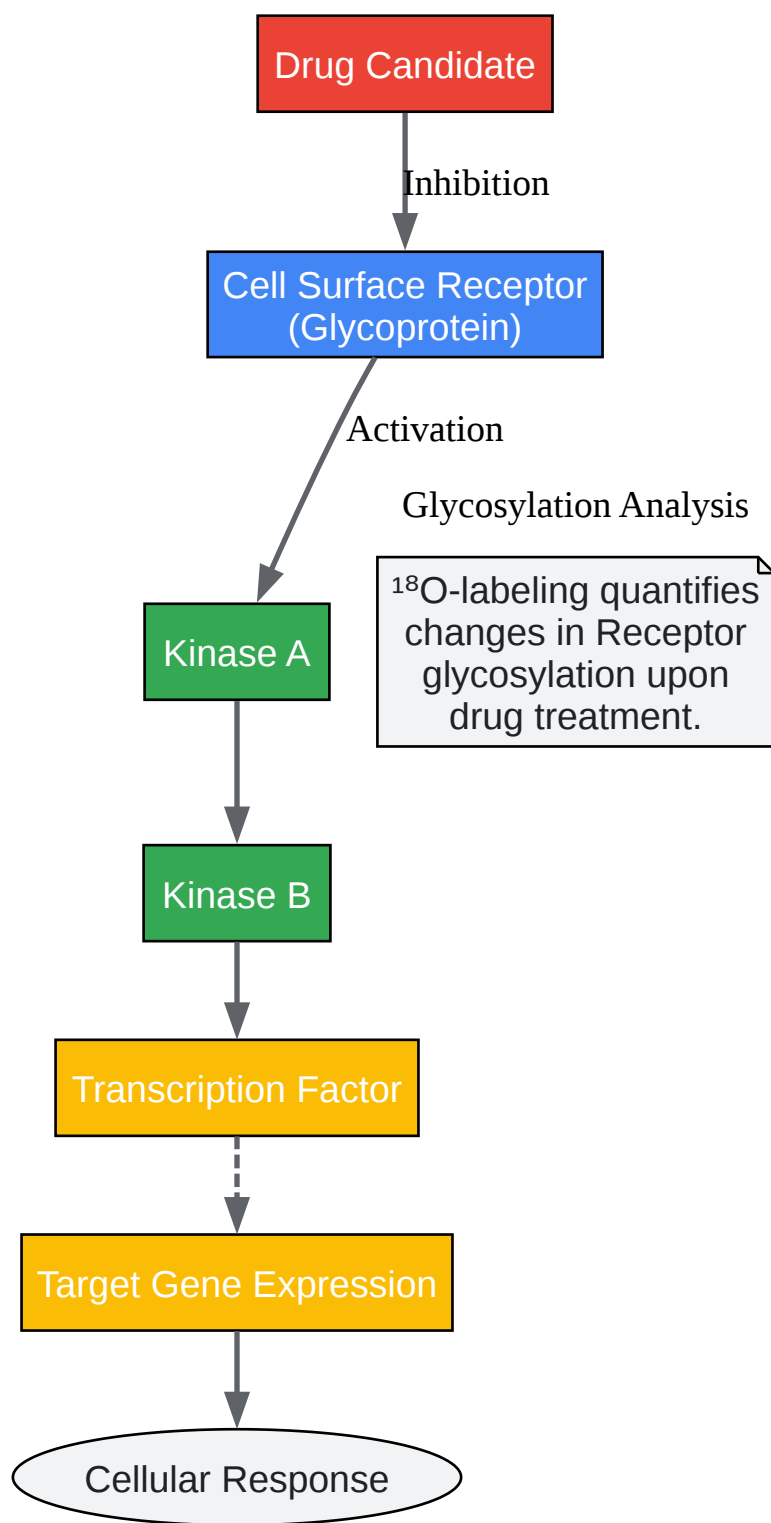 Drug Candidate
Inhibition
Cell Surface Receptor
(Glycoprotein)
Activation
Glycosylation Analysis
¹⁸O-labeling quantifies
changes in Receptor
glycosylation upon
drug treatment.
Kinase A
Kinase B
Transcription Factor
Target Gene Expression
Cellular Response